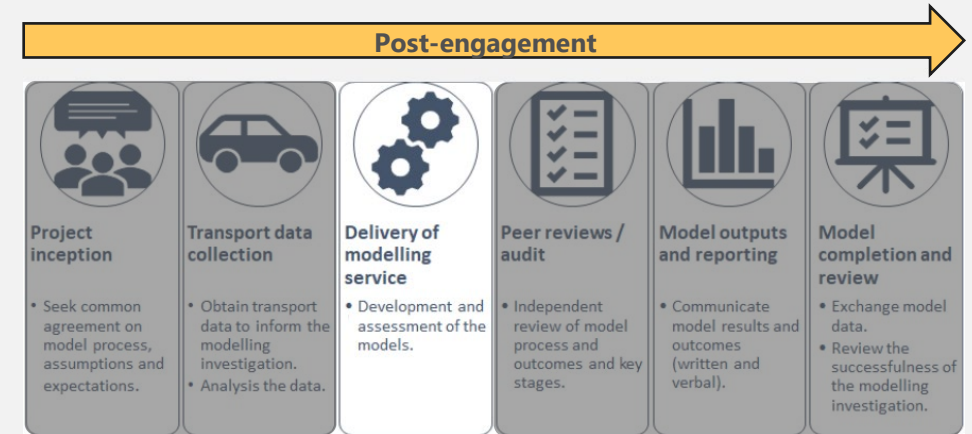 Post-engagement
Project
inception
• Seek common
agreement on
model process,
assumptions and
expectations.
Transport data
collection
• Obtain transport
data to inform the
modelling
investigation.
• Analysis the data.
Delivery of
modelling
service
• Development and
assessment of the
models.
Peer reviews /
audit
• Independent
review of model
process and
outcomes and key
stages.
Model outputs
and reporting
• Communicate
model results and
outcomes
(written and
verbal).
Model
completion and
review
• Exchange model
data.
• Review the
successfulness of
the modelling
investigation.